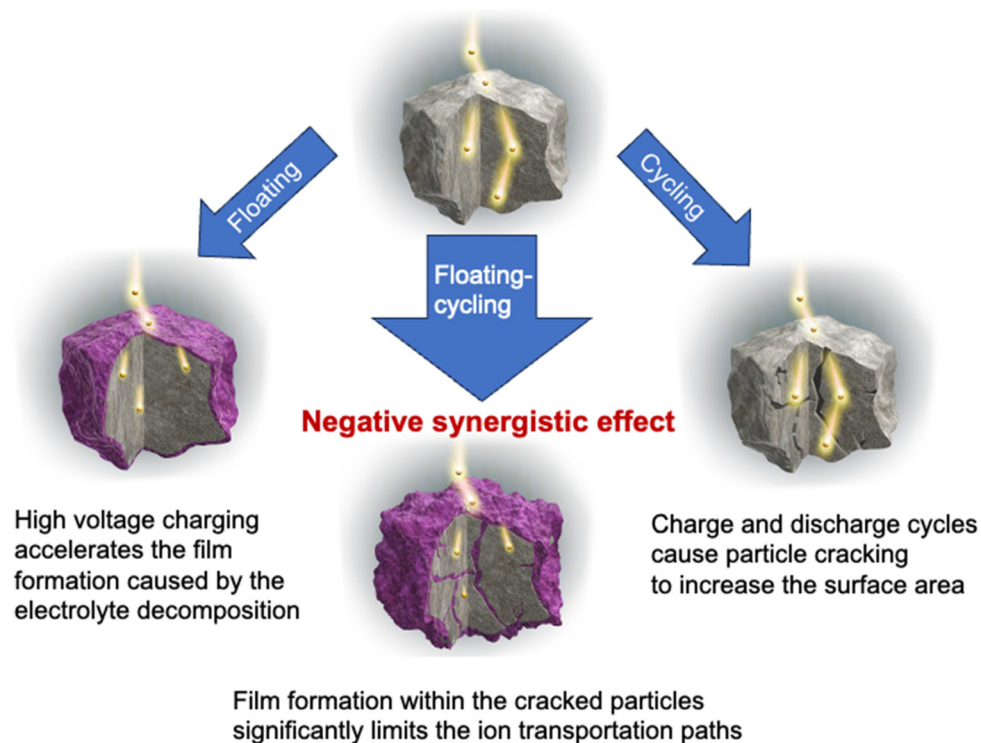 Floating
Cycling
Floating-
cycling
Negative synergistic effect
High voltage charging
accelerates the film
formation caused by the
electrolyte decomposition
Charge and discharge cycles
cause particle cracking
to increase the surface area
Film formation within the cracked particles
significantly limits the ion transportation paths